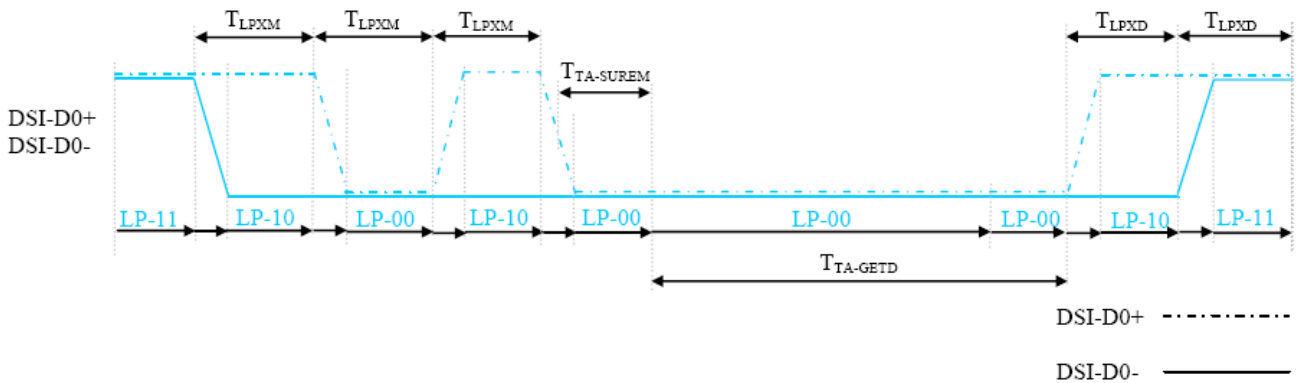 TLPXM TLPXM TLPXM TLPXD TLPXD
TTA-SUREM
DSI-D0+
DSI-D0-
LP-11 LP-10 LP-00 LP-10 LP-00 LP-00 LP-00 LP-10 LP-11
TTA-GETD
DSI-D0+
DSI-D0-